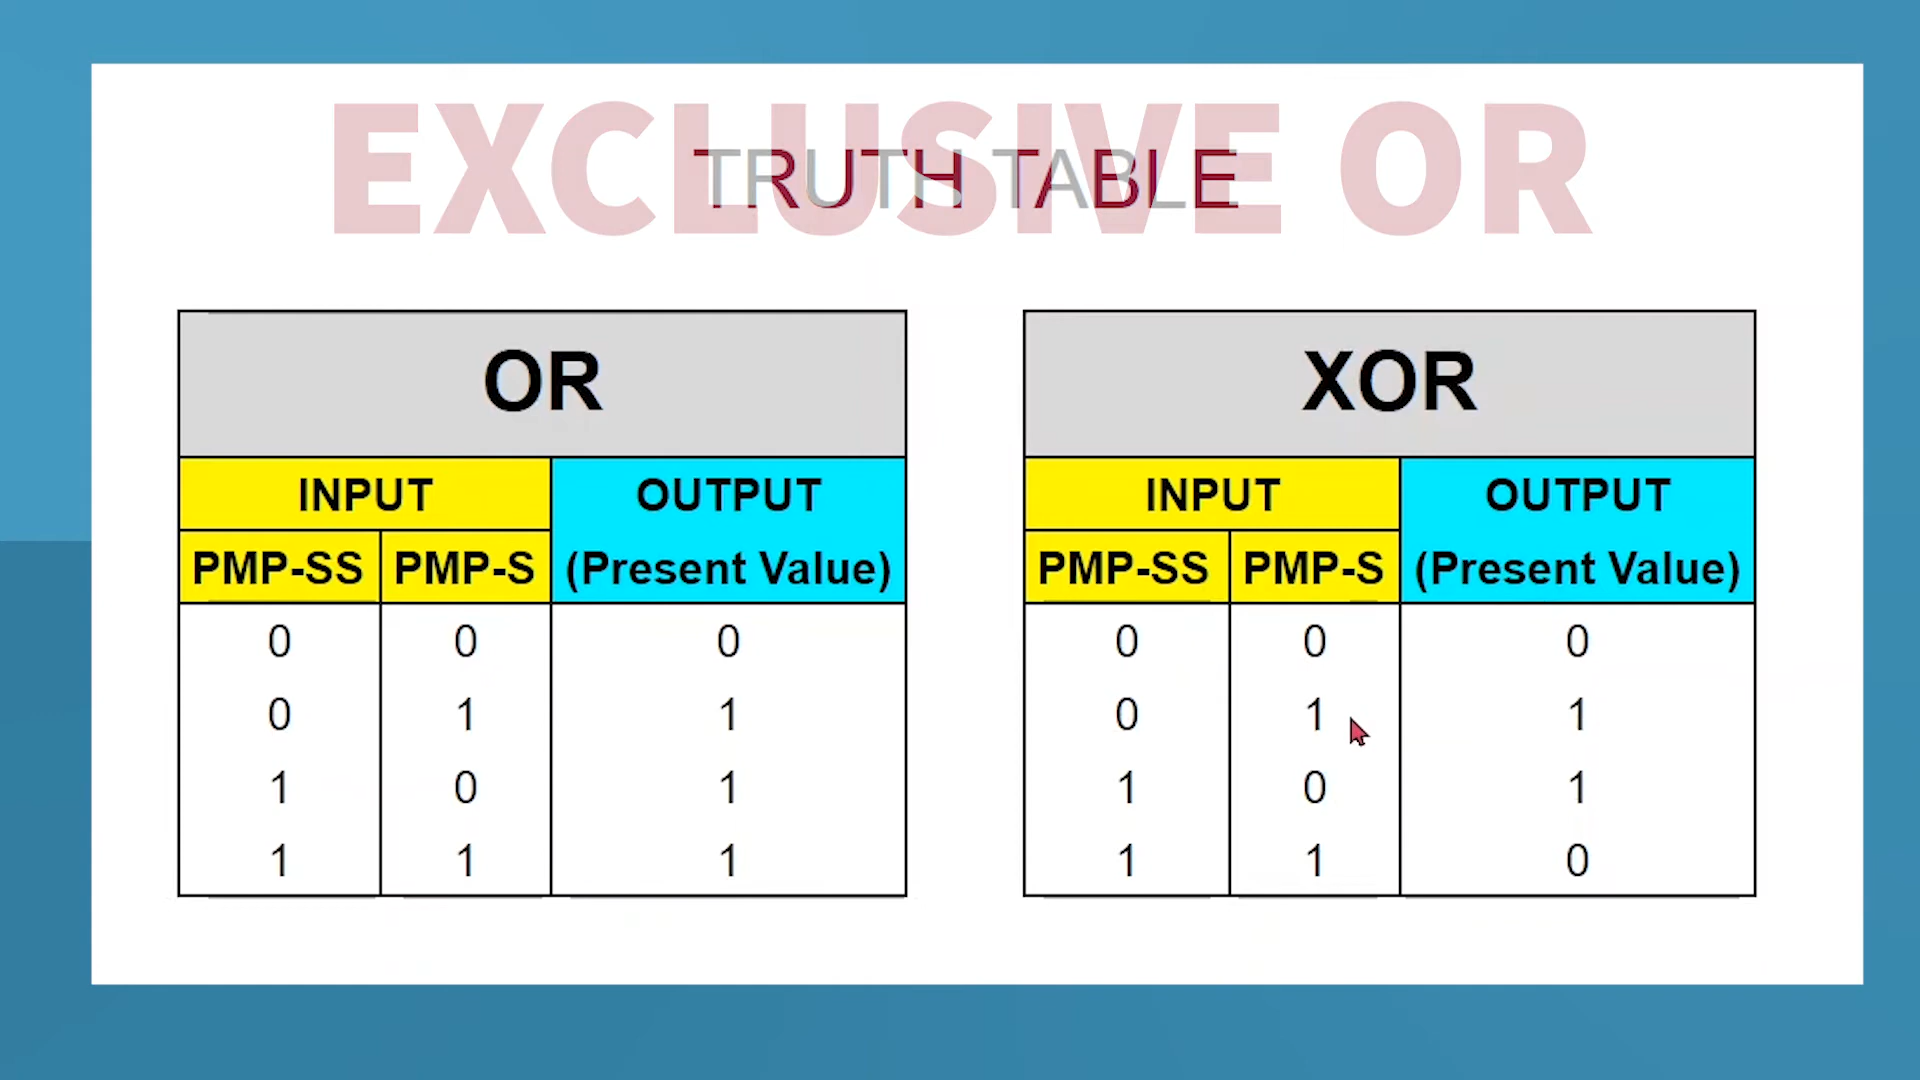 EXCLUSIVE OR
TRUTH TABLE
OR
INPUT OUTPUT
PMP-SS PMP-S (Present Value)
0 0 0
0 1 1
1 0 1
1 1 1
XOR
INPUT OUTPUT
PMP-SS PMP-S (Present Value)
0 0 0
0 1 1
1 0 1
1 1 0